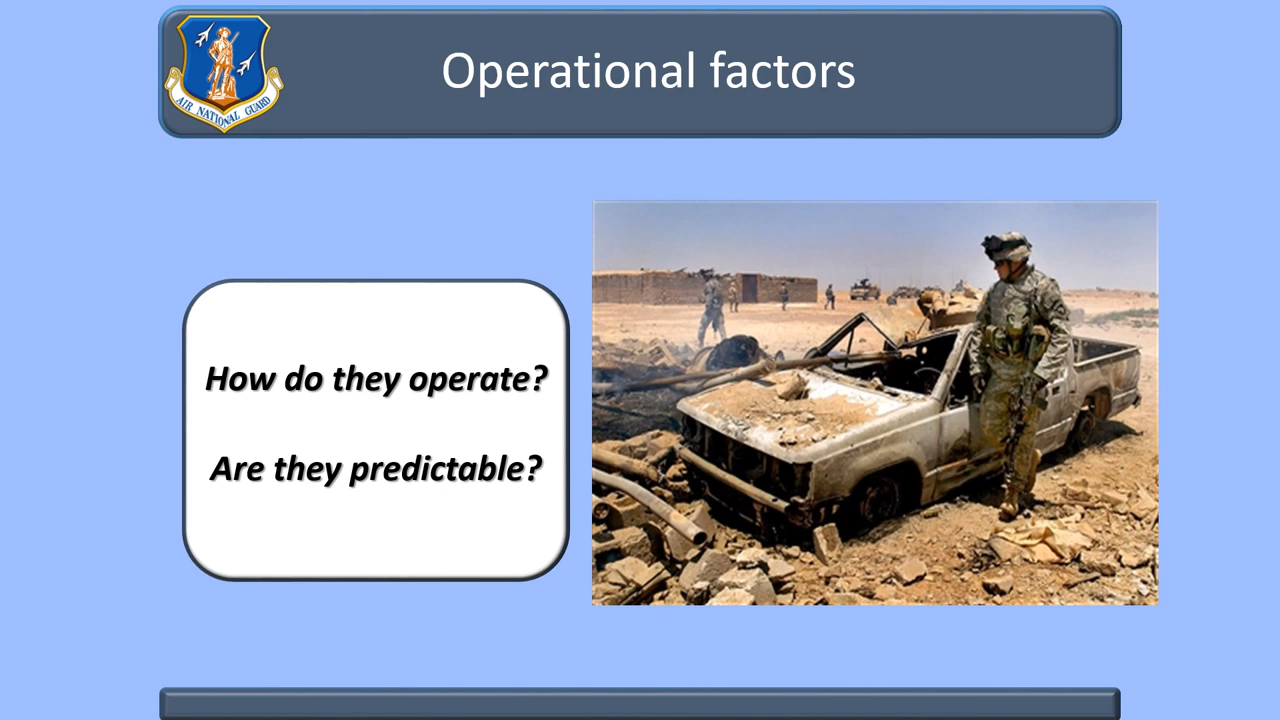 AIR NATIONAL GUARD
Operational factors
How do they operate?
Are they predictable?